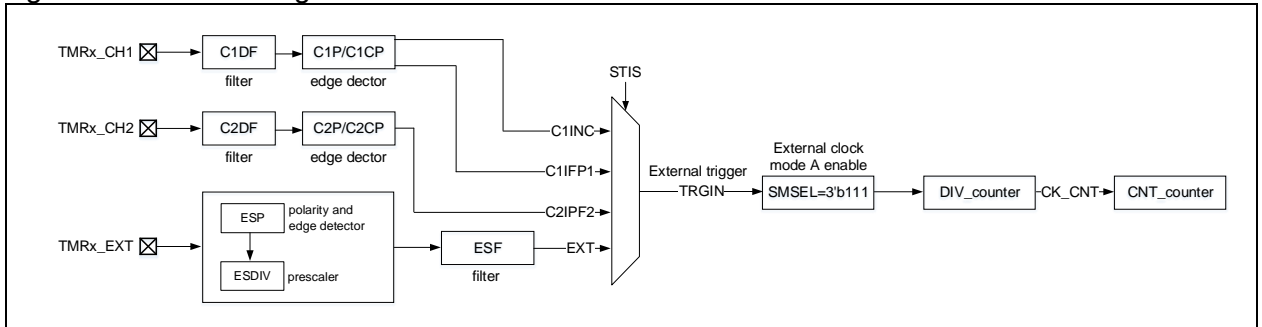 TMRx_CH1
C1DF
filter
C1P/C1CP
edge dector
TMRx_CH2
C2DF
filter
C2P/C2CP
edge dector
TMRx_EXT
ESP
polarity and
edge detector
ESDIV
prescaler
ESF
filter
STIS
C1INC
C1IFP1
C2IPF2
EXT
External trigger
TRGIN
External clock
mode A enable
SMSEL=3'b111
DIV_counter
CK_CNT
CNT_counter